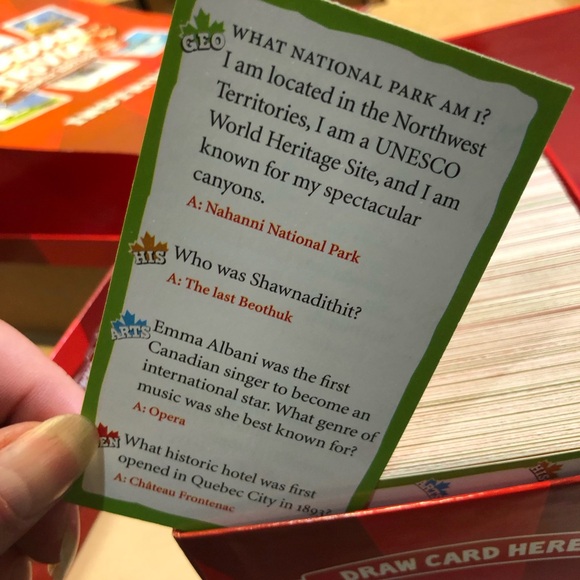 GEO
WHAT NATIONAL PARK AM I?
I am located in the Northwest
Territories, I am a UNESCO
World Heritage Site, and I am
known for my spectacular
canyons.
A: Nahanni National Park
HIS
Who was Shawnadithit?
A: The last Beothuk
ARTS
Emma Albani was the first
Canadian singer to become an
international star. What genre of
music was she best known for?
A: Opera
EN
What historic hotel was first
opened in Quebec City in 1893?
A: Château Frontenac
ARTS
HIS
DRAW CARD HERE